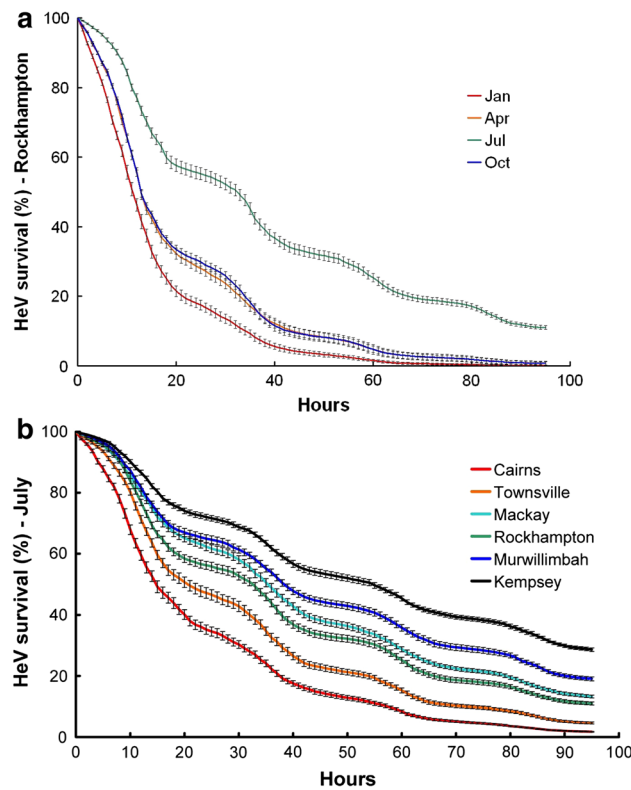 a
HeV survival (%) - Rockhampton
100
80
60
40
20
0
Jan
Apr
Jul
Oct
0 20 40 60 80 100
Hours
b
HeV survival (%) - July
100
80
60
40
20
0
Cairns
Townsville
Mackay
Rockhampton
Murwillimbah
Kempsey
0 10 20 30 40 50 60 70 80 90 100
Hours